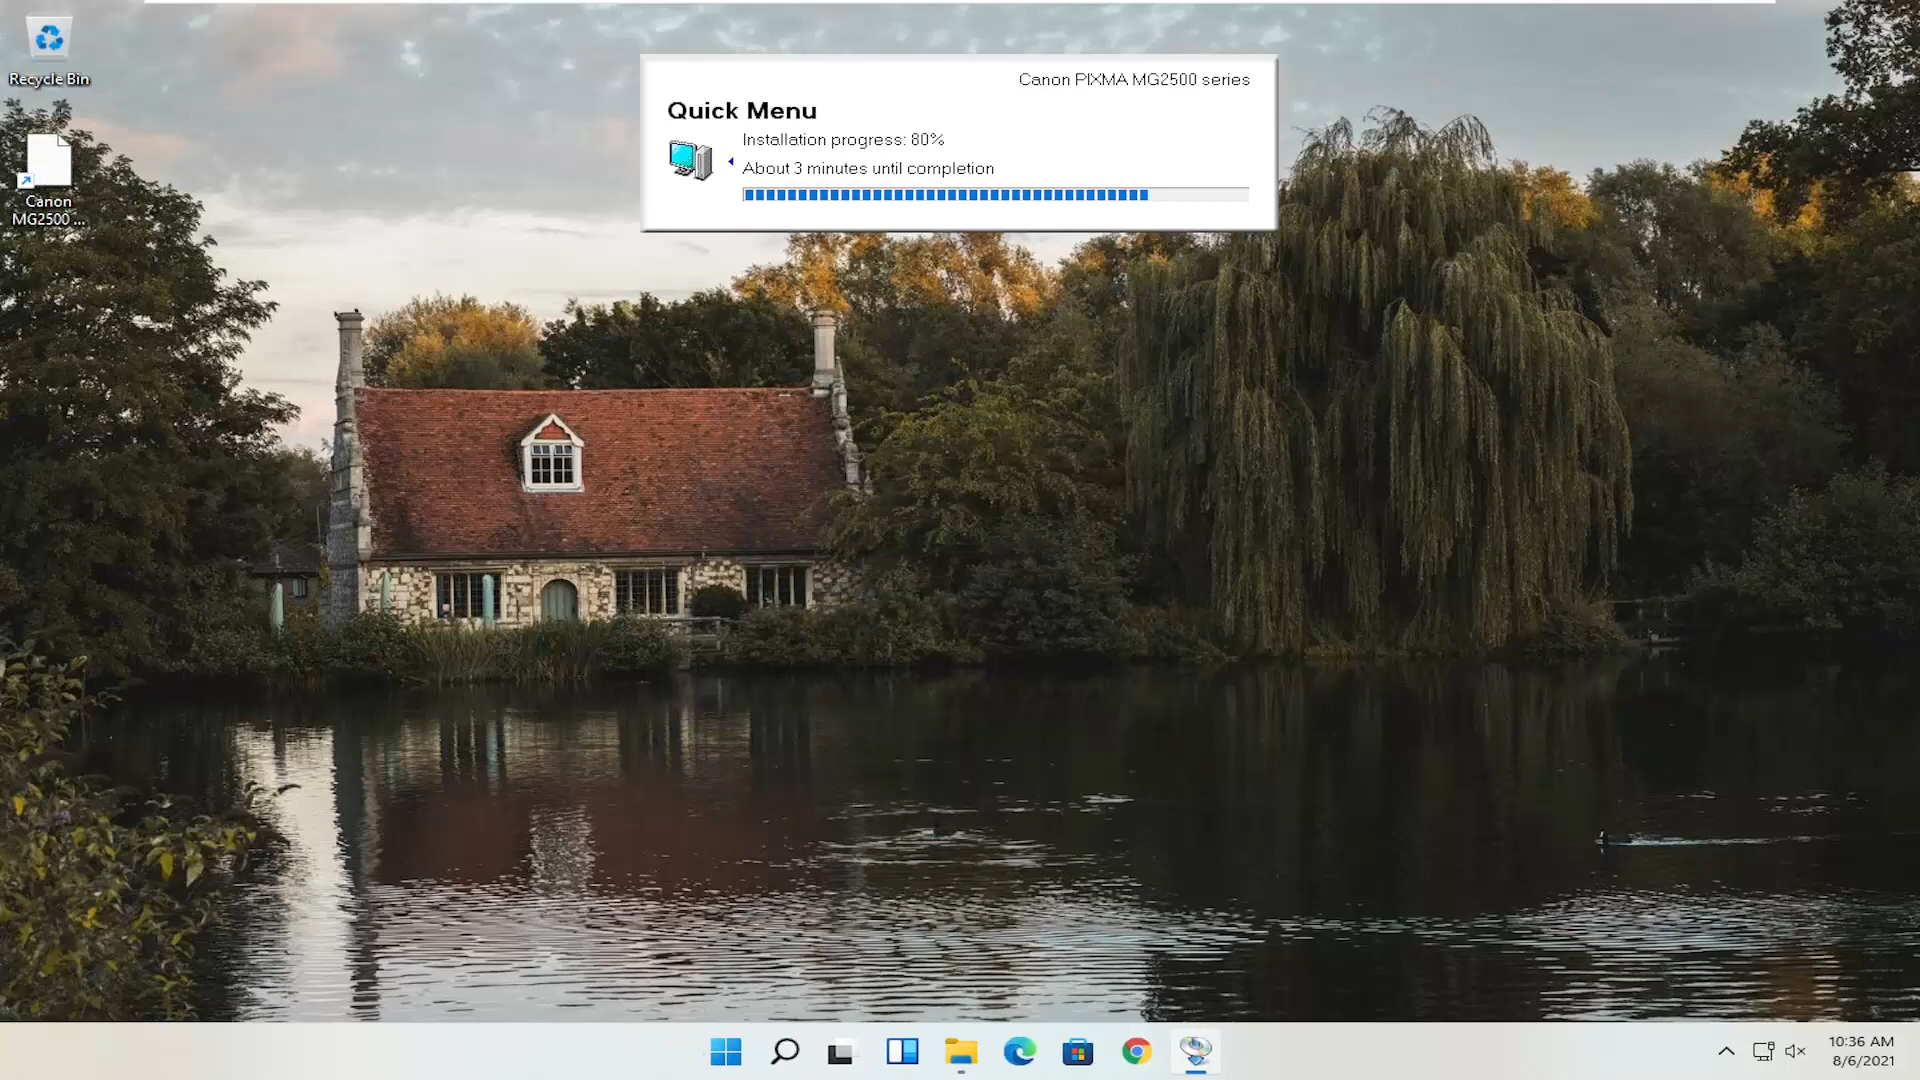 Recycle Bin
Canon
MG2500 ...
Canon PIXMA MG2500 series
Quick Menu
Installation progress: 80%
About 3 minutes until completion
10:36 AM
8/6/2021